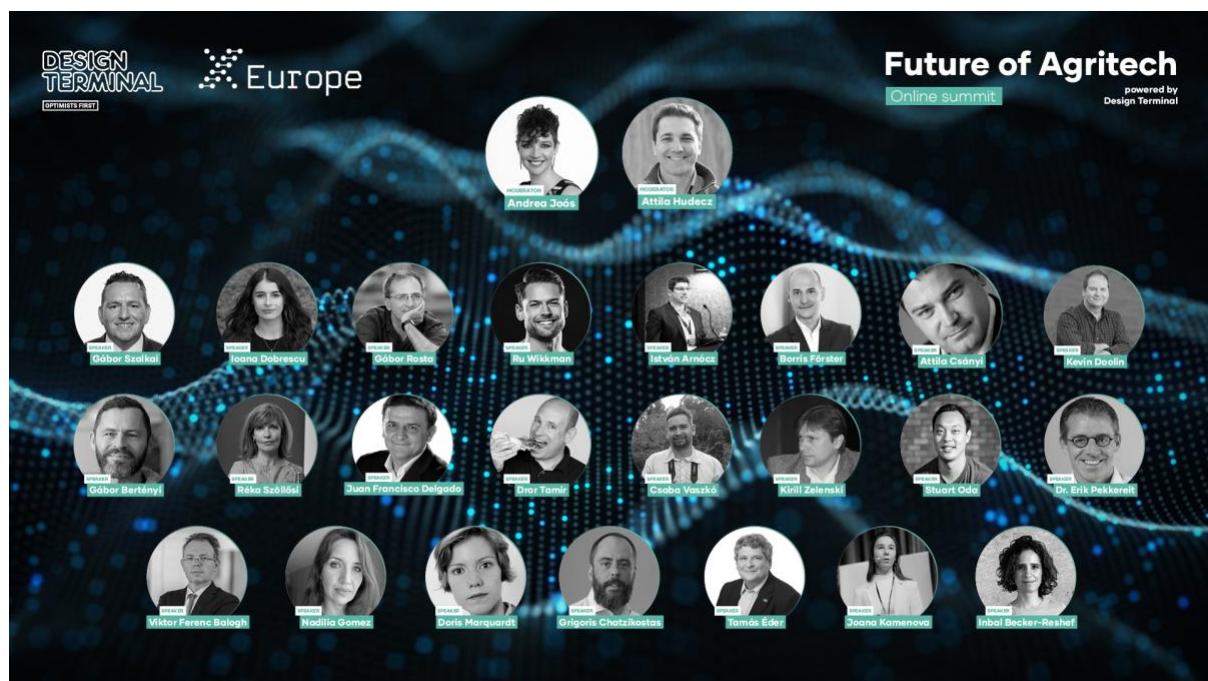 DESIGN
TERMINAL
OPTIMISTS FIRST
X Europe
Future of Agritech
Online summit
powered by
Design Terminal
MODERATOR
Andrea Joós
MODERATOR
Attila Hudecz
SPEAKER
Gábor Szalkai
SPEAKER
Ioana Dobrescu
SPEAKER
Gábor Rosta
SPEAKER
Ru Wikkman
SPEAKER
István Arnócz
SPEAKER
Borris Förster
SPEAKER
Attila Csányi
SPEAKER
Kevin Doolin
SPEAKER
Gábor Bertényi
SPEAKER
Réka Szöllősi
SPEAKER
Juan Francisco Delgado
SPEAKER
Dror Tamir
SPEAKER
Csaba Vaszkó
SPEAKER
Kirill Zelenski
SPEAKER
Stuart Oda
SPEAKER
Dr. Erik Pekkereit
SPEAKER
Viktor Ferenc Balogh
SPEAKER
Nadilia Gomez
SPEAKER
Doris Marquardt
SPEAKER
Grigoris Chatzikostas
SPEAKER
Tamás Éder
SPEAKER
Joana Kamenova
SPEAKER
Inbal Becker-Reshef